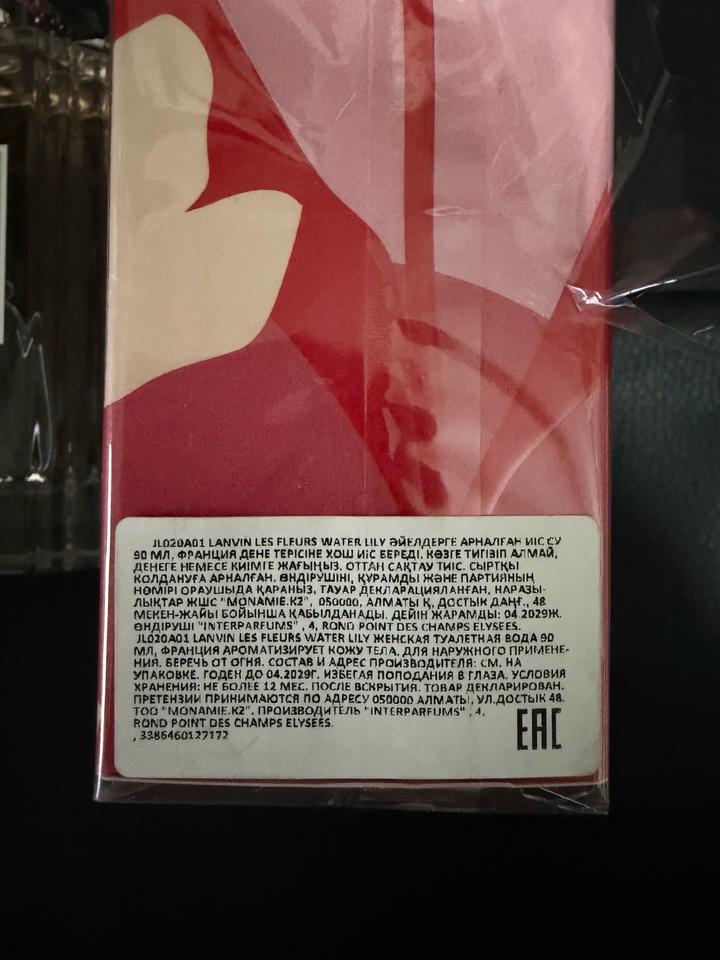 JL020A01 LANVIN LES FLEURS WATER LILY ӘЙЕЛДЕРГЕ АРНАЛҒАН ИІС СУ
90 МЛ, ФРАНЦИЯ ДЕНЕ ТЕРІСІНЕ ХОШ ИІС БЕРЕДІ. КӨЗГЕ ТИГІЗІП АЛМАЙ,
ДЕНЕГЕ НЕМЕСЕ КИІМГЕ ЖАҒЫҢЫЗ. ОТТАН САҚТАУ ТИІС. СЫРТҚЫ
ҚОЛДАНУҒА АРНАЛҒАН. ӨНДІРУШІНІ, ҚҰРАМДЫ ЖӘНЕ ПАРТИЯНЫҢ
НӨМІРІ ОРАУШЫДА ҚАРАҢЫЗ. ТАУАР ДЕКЛАРАЦИЯЛАНҒАН, НАРАЗЫ-
ЛЫҚТАР ЖШС "MONAMIE.KZ", 050000, АЛМАТЫ Қ, ДОСТЫК ДАҢҒ., 48
МЕКЕН-ЖАЙЫ БОЙЫНША ҚАБЫЛДАНАДЫ. ДЕЙІН ЖАРАМДЫ: 04.2029Ж.
ӨНДІРУШІ "INTERPARFUMS" , 4, ROND POINT DES CHAMPS ELYSEES.
JL020A01 LANVIN LES FLEURS WATER LILY ЖЕНСКАЯ ТУАЛЕТНАЯ ВОДА 90
МЛ, ФРАНЦИЯ АРОМАТИЗИРУЕТ КОЖУ ТЕЛА. ДЛЯ НАРУЖНОГО ПРИМЕНЕ-
НИЯ. БЕРЕЧЬ ОТ ОГНЯ. СОСТАВ И АДРЕС ПРОИЗВОДИТЕЛЯ: СМ. НА
УПАКОВКЕ. ГОДЕН ДО 04.2029Г. ИЗБЕГАЯ ПОПОДАНИЯ В ГЛАЗА. УСЛОВИЯ
ХРАНЕНИЯ: НЕ БОЛЕЕ 12 МЕС. ПОСЛЕ ВСКРЫТИЯ. ТОВАР ДЕКЛАРИРОВАН.
ПРЕТЕНЗИИ ПРИНИМАЮТСЯ ПО АДРЕСУ 050000 АЛМАТЫ, УЛ.ДОСТЫК 48.
ТОО "MONAMIE.KZ". ПРОИЗВОДИТЕЛЬ "INTERPARFUMS" , 4,
ROND POINT DES CHAMPS ELYSEES.
, 3386460127172
EAC